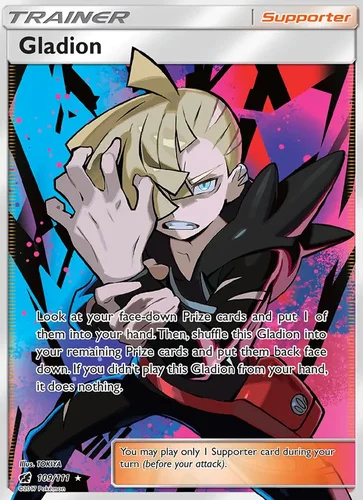 TRAINER Supporter
Gladion
Look at your face-down Prize cards and put 1 of
them into your hand. Then, shuffle this Gladion into
your remaining Prize cards and put them back face
down. If you didn't play this Gladion from your hand,
it does nothing.
Illus. TOKIYA
109/111 ★
©2017 Pokémon
You may play only 1 Supporter card during your
turn (before your attack).